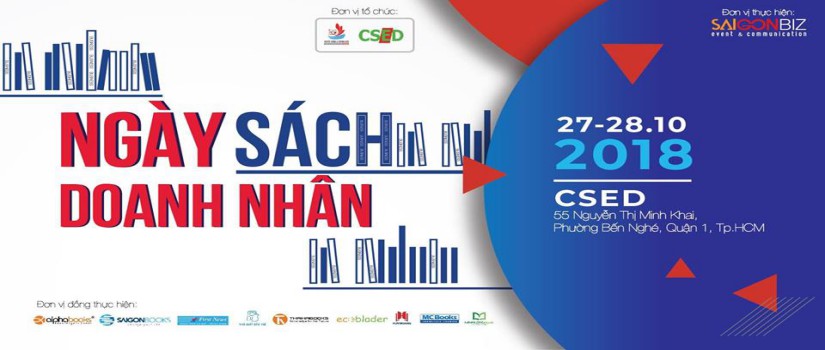 Đơn vị tổ chức:
CSED
Đơn vị thực hiện:
SAIGONBIZ
event & communication
NGÀY SÁCH
DOANH NHÂN
27-28.10
2018
CSED
55 Nguyễn Thị Minh Khai,
Phường Bến Nghé, Quận 1, Tp.HCM
Đơn vị đồng thực hiện:
alphabooks
SAIGONBOOKS
First News
THAIHABOOKS
ecoblader
MCBooks